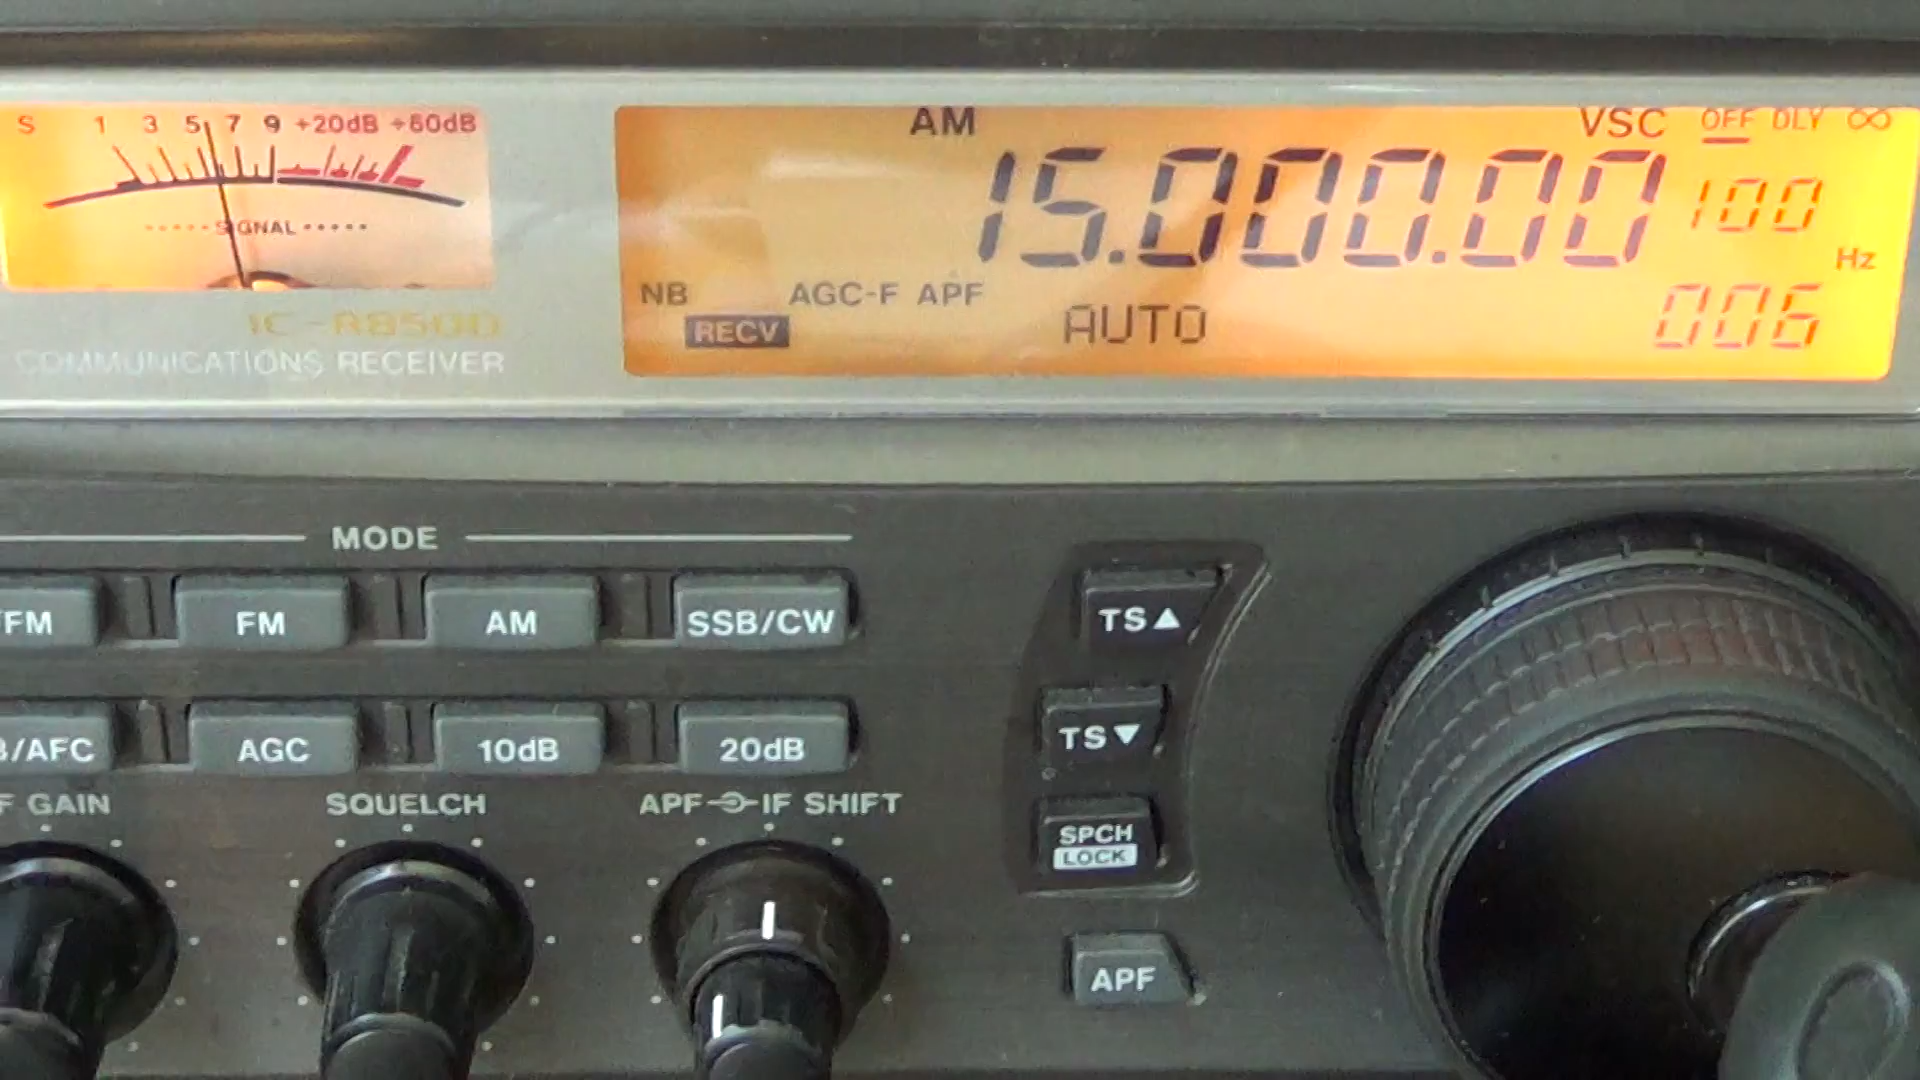 S 1 3 5 7 9 +20dB +60dB
SIGNAL
IC-R8500
COMMUNICATIONS RECEIVER
AM VSC OFF DLY ∞
15.000.00 100
Hz
NB AGC-F APF
RECV AUTO 006
MODE
FM FM AM SSB/CW
/AFC AGC 10dB 20dB
GAIN SQUELCH APF IF SHIFT
TS▲
TS▼
SPCH
LOCK
APF